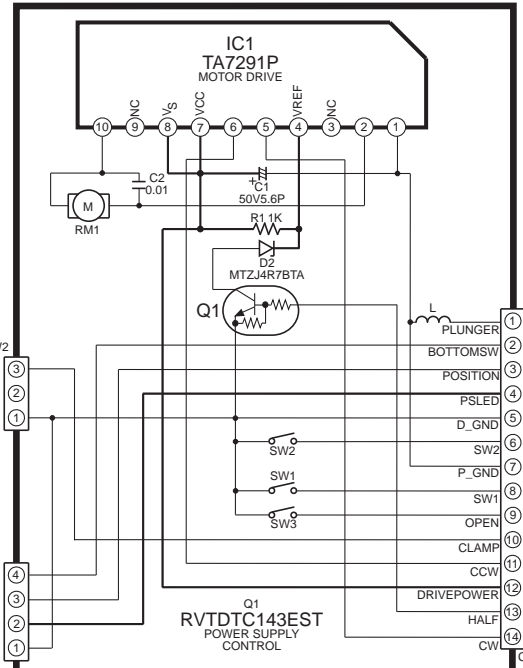 IC1
TA7291P
MOTOR DRIVE
NC
VS
VCC
VREF
NC
10 9 8 7 6 5 4 3 2 1
C2
0.01
+
C1
50V5.6P
M
RM1
R1 1K
D2
MTZJ4R7BTA
Q1
L
1
PLUNGER
2
BOTTOMSW
3
POSITION
4
PSLED
5
D_GND
6
SW2
7
P_GND
8
SW1
9
OPEN
10
CLAMP
11
CCW
12
DRIVEPOWER
13
HALF
14
CW
3
2
1
SW2
SW1
SW3
4
3
2
1
Q1
RVTDTC143EST
POWER SUPPLY
CONTROL